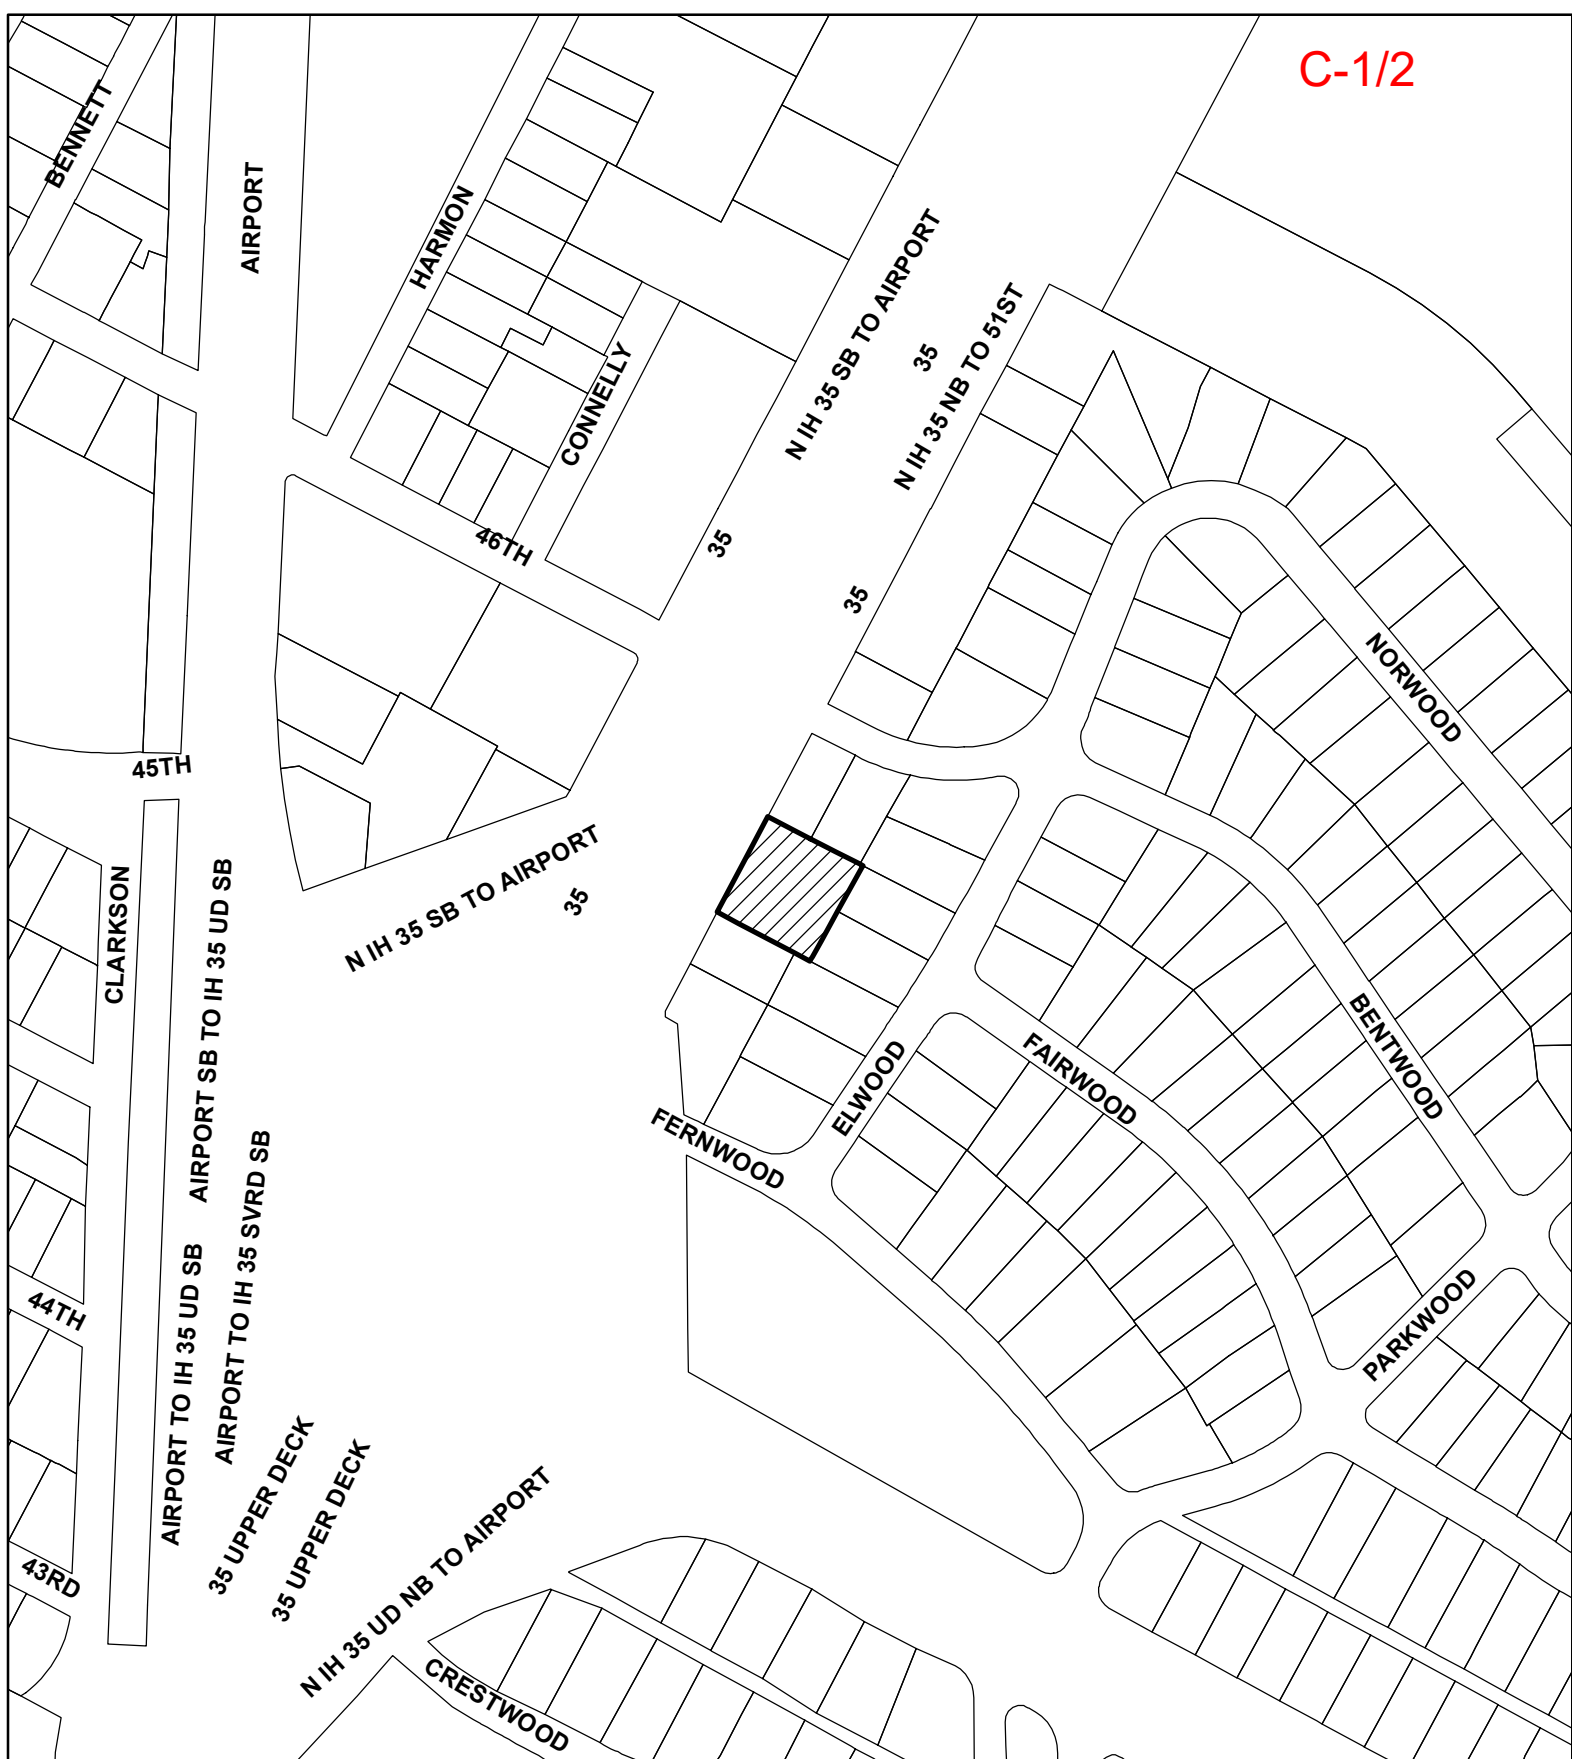 C-1/2
BENNETT
AIRPORT
HARMON
N IH 35 SB TO AIRPORT
35
N IH 35 NB TO 51ST
CONNELLY
46TH
35
35
NORWOOD
45TH
N IH 35 SB TO AIRPORT
35
CLARKSON
AIRPORT SB TO IH 35 UD SB
ELWOOD
FAIRWOOD
BENTWOOD
FERNWOOD
AIRPORT TO IH 35 SVRD SB
AIRPORT TO IH 35 UD SB
44TH
PARKWOOD
35 UPPER DECK
35 UPPER DECK
N IH 35 UD NB TO AIRPORT
43RD
CRESTWOOD